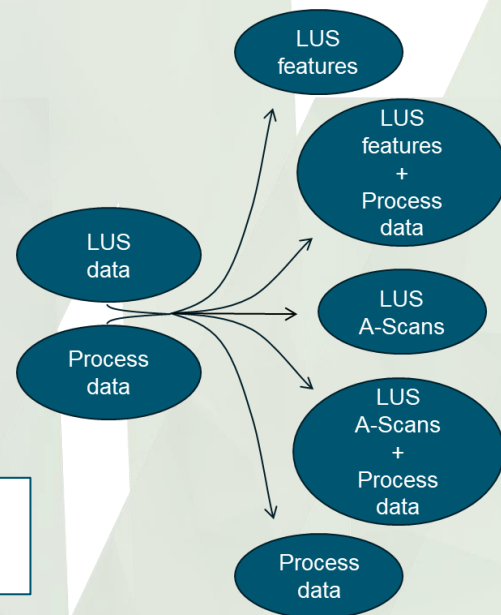 LUS
features
LUS
features
+
Process
data
LUS
data
LUS
A-Scans
Process
data
LUS
A-Scans
+
Process
data
Process
data